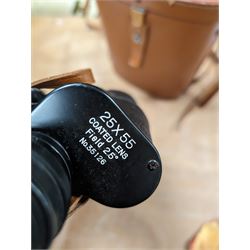 25X55
COATED LENS
Field 2.5°
No.55126